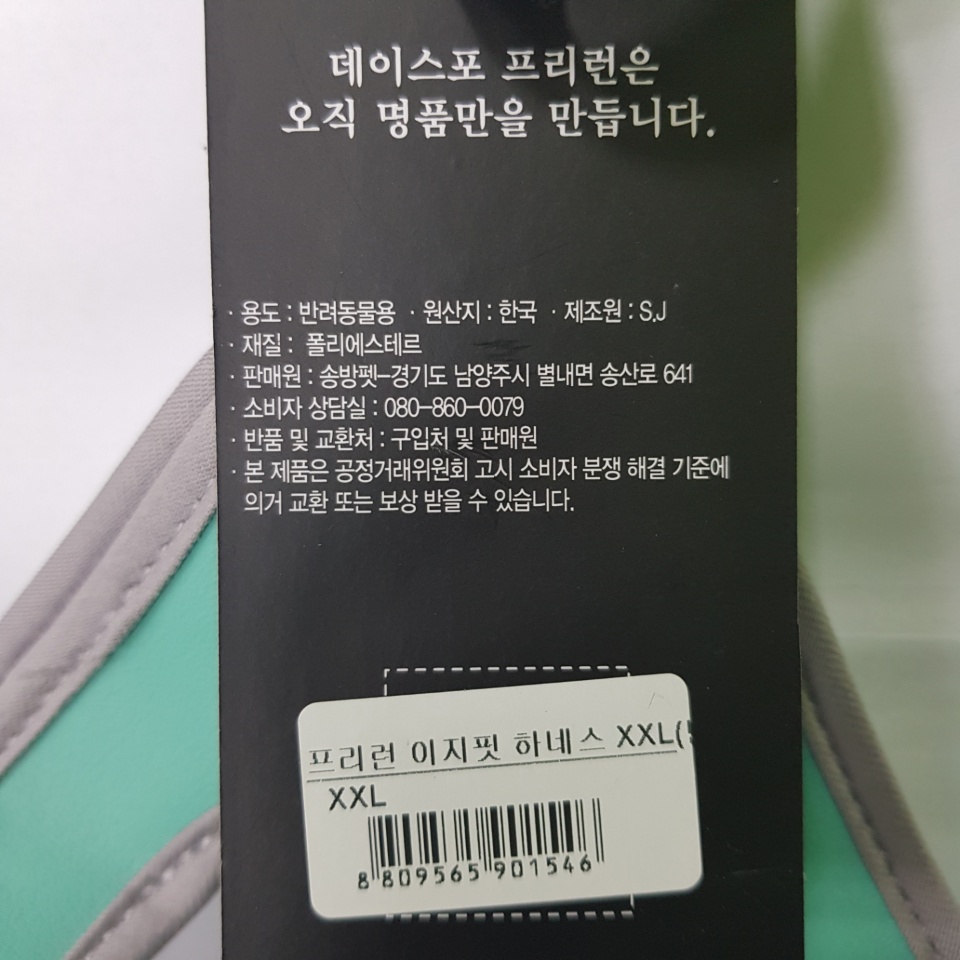 데이스포 프리런은
오직 명품만을 만듭니다.
· 용도 : 반려동물용 · 원산지 : 한국 · 제조원 : S.J
· 재질 : 폴리에스테르
· 판매원 : 송방펫-경기도 남양주시 별내면 송산로 641
· 소비자 상담실 : 080-860-0079
· 반품 및 교환처 : 구입처 및 판매원
· 본 제품은 공정거래위원회 고시 소비자 분쟁 해결 기준에
의거 교환 또는 보상 받을 수 있습니다.
프리런 이지핏 하네스 XXL(
XXL
8 809565 901546